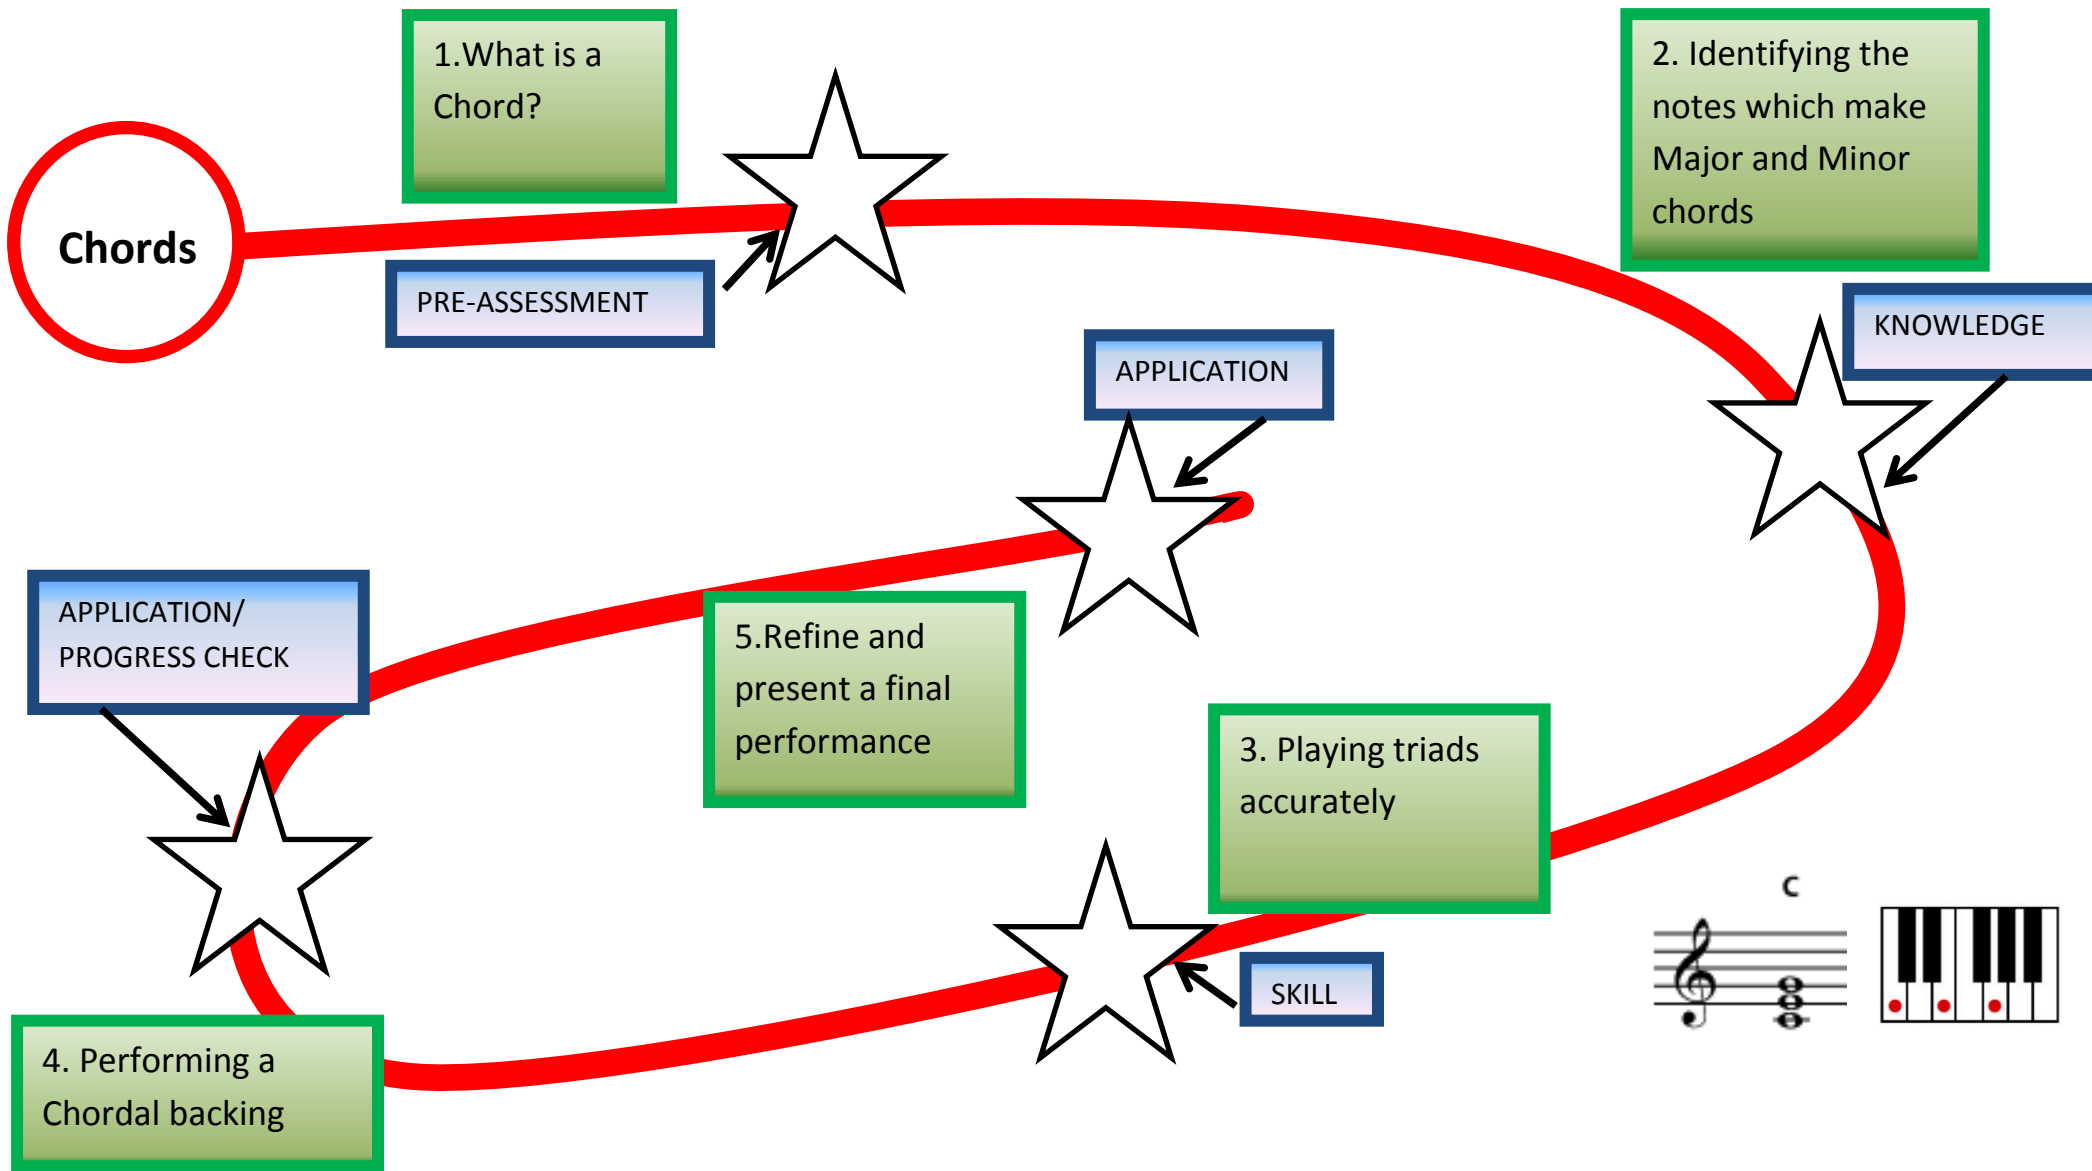 Chords
1.What is a
Chord?
PRE-ASSESSMENT
2. Identifying the
notes which make
Major and Minor
chords
KNOWLEDGE
3. Playing triads
accurately
SKILL
C
4. Performing a
Chordal backing
APPLICATION/
PROGRESS CHECK
5.Refine and
present a final
performance
APPLICATION